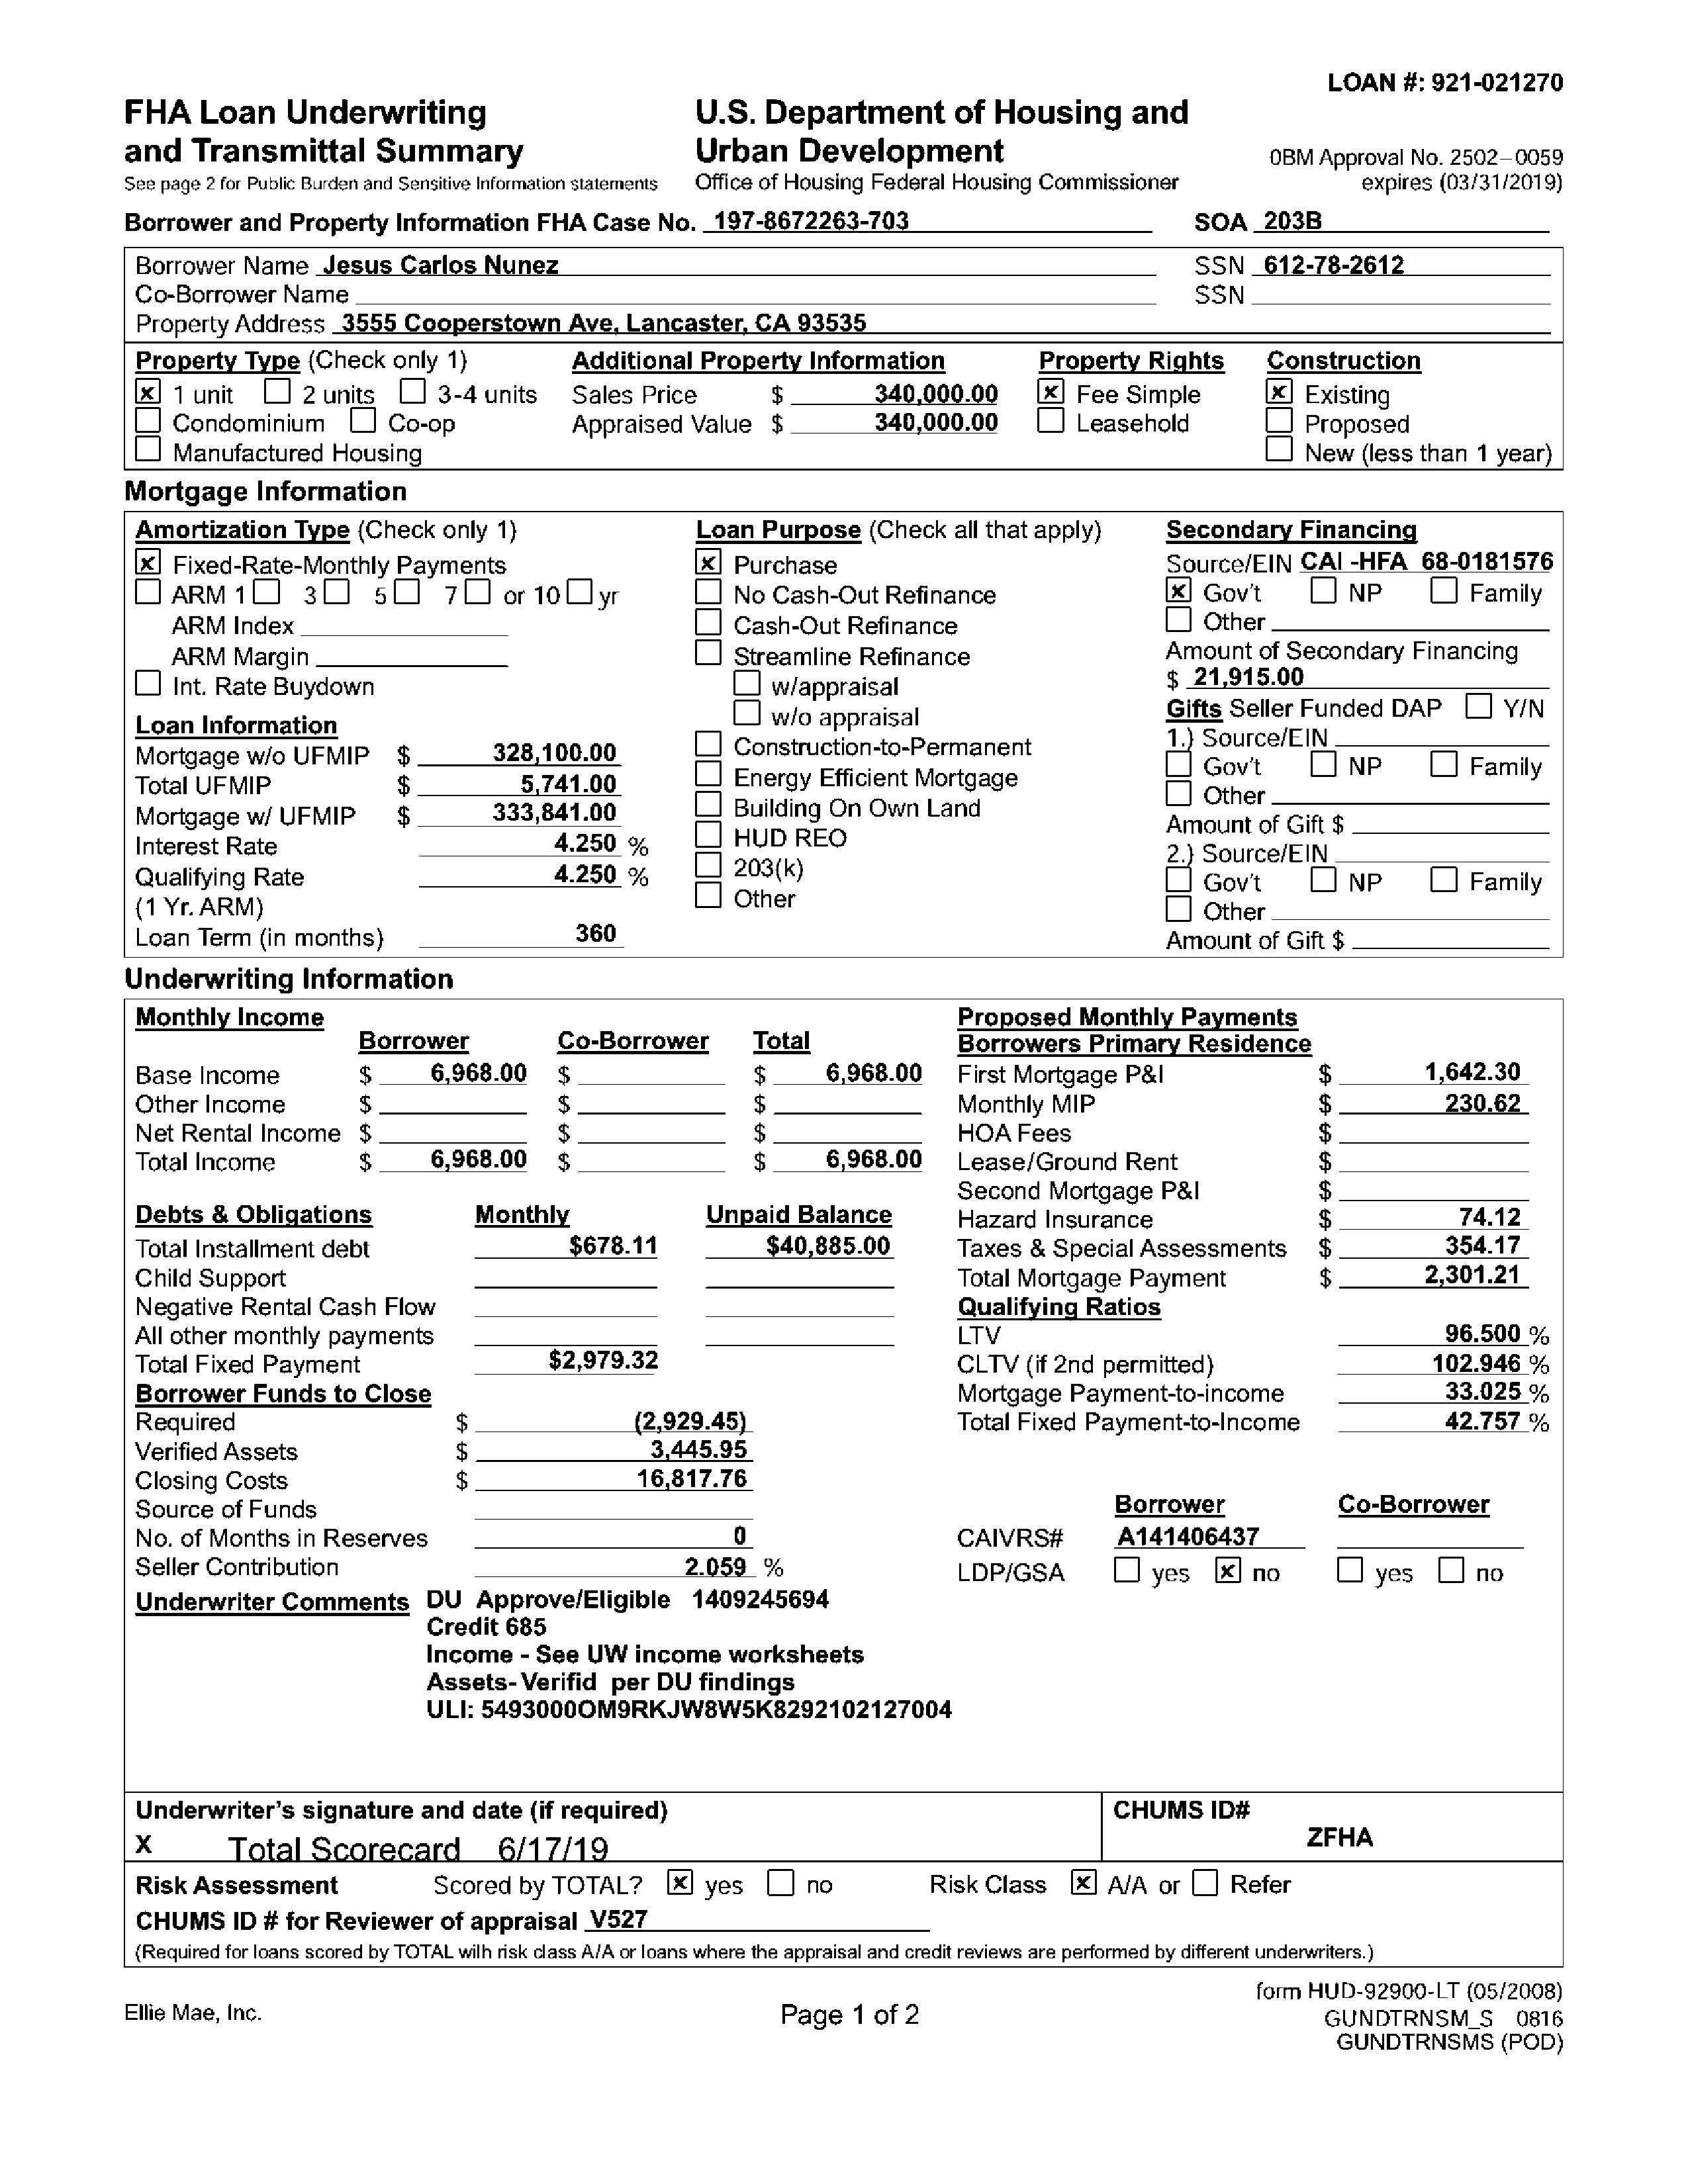 LOAN #: 921-021270
FHA Loan Underwriting
and Transmittal Summary
See page 2 for Public Burden and Sensitive Information statements
U.S. Department of Housing and
Urban Development
Office of Housing Federal Housing Commissioner
0BM Approval No. 2502–0059
expires (03/31/2019)
Borrower and Property Information FHA Case No. 197-8672263-703 SOA 203B
Borrower Name Jesus Carlos Nunez SSN 612-78-2612
Co-Borrower Name SSN
Property Address 3555 Cooperstown Ave, Lancaster, CA 93535
Property Type (Check only 1) Additional Property Information Property Rights Construction
x 1 unit 2 units 3-4 units Sales Price $ 340,000.00 x Fee Simple x Existing
Condominium Co-op Appraised Value $ 340,000.00 Leasehold Proposed
Manufactured Housing New (less than 1 year)
Mortgage Information
Amortization Type (Check only 1)
x Fixed-Rate-Monthly Payments
ARM 1 3 5 7 or 10 yr
ARM Index
ARM Margin
Int. Rate Buydown
Loan Information
Mortgage w/o UFMIP $ 328,100.00
Total UFMIP $ 5,741.00
Mortgage w/ UFMIP $ 333,841.00
Interest Rate 4.250 %
Qualifying Rate 4.250 %
(1 Yr. ARM)
Loan Term (in months) 360
Loan Purpose (Check all that apply)
x Purchase
No Cash-Out Refinance
Cash-Out Refinance
Streamline Refinance
w/appraisal
w/o appraisal
Construction-to-Permanent
Energy Efficient Mortgage
Building On Own Land
HUD REO
203(k)
Other
Secondary Financing
Source/EIN CAl -HFA 68-0181576
x Gov't NP Family
Other
Amount of Secondary Financing
$ 21,915.00
Gifts Seller Funded DAP Y/N
1.) Source/EIN
Gov't NP Family
Other
Amount of Gift $
2.) Source/EIN
Gov't NP Family
Other
Amount of Gift $
Underwriting Information
Monthly Income
Borrower Co-Borrower Total
Base Income $ 6,968.00 $ $ 6,968.00
Other Income $ $ $
Net Rental Income $ $ $
Total Income $ 6,968.00 $ $ 6,968.00
Debts & Obligations Monthly Unpaid Balance
Total Installment debt $678.11 $40,885.00
Child Support
Negative Rental Cash Flow
All other monthly payments
Total Fixed Payment $2,979.32
Borrower Funds to Close
Required $ (2,929.45)
Verified Assets $ 3,445.95
Closing Costs $ 16,817.76
Source of Funds
No. of Months in Reserves 0
Seller Contribution 2.059 %
Proposed Monthly Payments
Borrowers Primary Residence
First Mortgage P&I $ 1,642.30
Monthly MIP $ 230.62
HOA Fees $
Lease/Ground Rent $
Second Mortgage P&I $
Hazard Insurance $ 74.12
Taxes & Special Assessments $ 354.17
Total Mortgage Payment $ 2,301.21
Qualifying Ratios
LTV 96.500 %
CLTV (if 2nd permitted) 102.946 %
Mortgage Payment-to-income 33.025 %
Total Fixed Payment-to-Income 42.757 %
Borrower Co-Borrower
CAIVRS# A141406437
LDP/GSA yes x no yes no
Underwriter Comments DU Approve/Eligible 1409245694
Credit 685
Income - See UW income worksheets
Assets- Verifid per DU findings
ULI: 5493000OM9RKJW8W5K8292102127004
Underwriter's signature and date (if required) CHUMS ID#
X Total Scorecard 6/17/19 ZFHA
Risk Assessment Scored by TOTAL? x yes no Risk Class x A/A or Refer
CHUMS ID # for Reviewer of appraisal V527
(Required for loans scored by TOTAL wilh risk class A/A or loans where the appraisal and credit reviews are performed by different underwriters.)
form HUD-92900-LT (05/2008)
Ellie Mae, Inc. Page 1 of 2 GUNDTRNSM_S 0816
GUNDTRNSMS (POD)